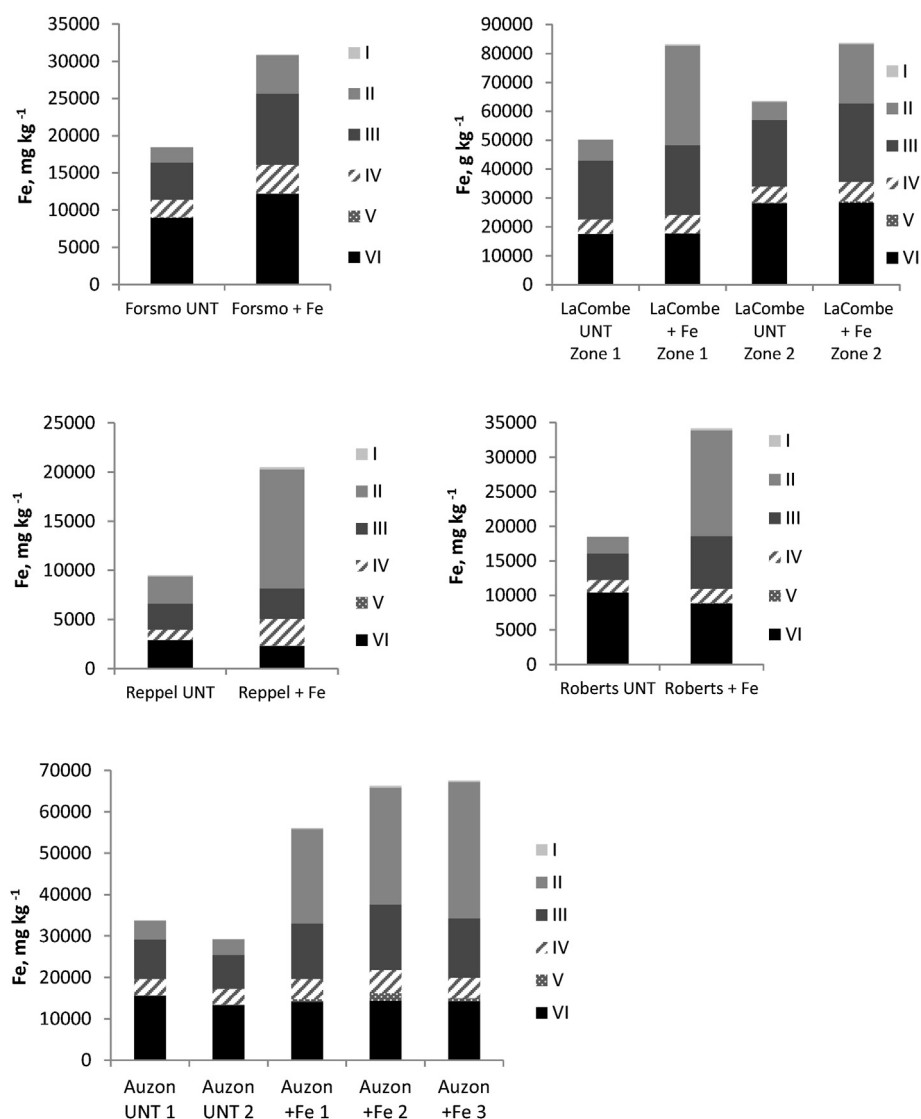 35000
30000
25000
20000
15000
10000
5000
0
Fe, mg kg -1
Forsmo UNT Forsmo + Fe
I
II
III
IV
V
VI
90000
80000
70000
60000
50000
40000
30000
20000
10000
0
Fe, g kg -1
LaCombe LaCombe LaCombe LaCombe
UNT + Fe UNT + Fe
Zone 1 Zone 1 Zone 2 Zone 2
I
II
III
IV
V
VI
25000
20000
15000
10000
5000
0
Fe, mg kg -1
Reppel UNT Reppel + Fe
I
II
III
IV
V
VI
35000
30000
25000
20000
15000
10000
5000
0
Fe, mg kg -1
Roberts UNT Roberts + Fe
I
II
III
IV
V
VI
70000
60000
50000
40000
30000
20000
10000
0
Fe, mg kg -1
Auzon Auzon Auzon Auzon Auzon
UNT 1 UNT 2 +Fe 1 +Fe 2 +Fe 3
I
II
III
IV
V
VI